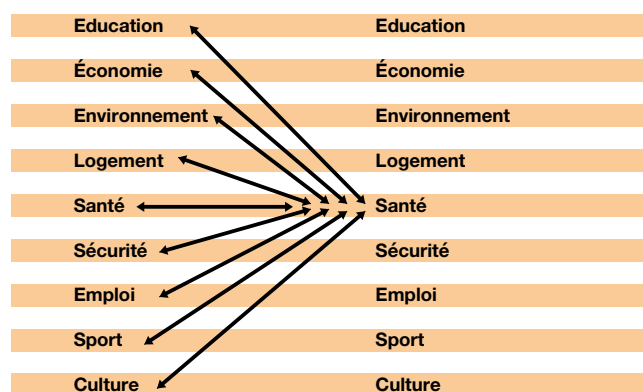 Education Education
Économie Économie
Environnement Environnement
Logement Logement
Santé Santé
Sécurité Sécurité
Emploi Emploi
Sport Sport
Culture Culture